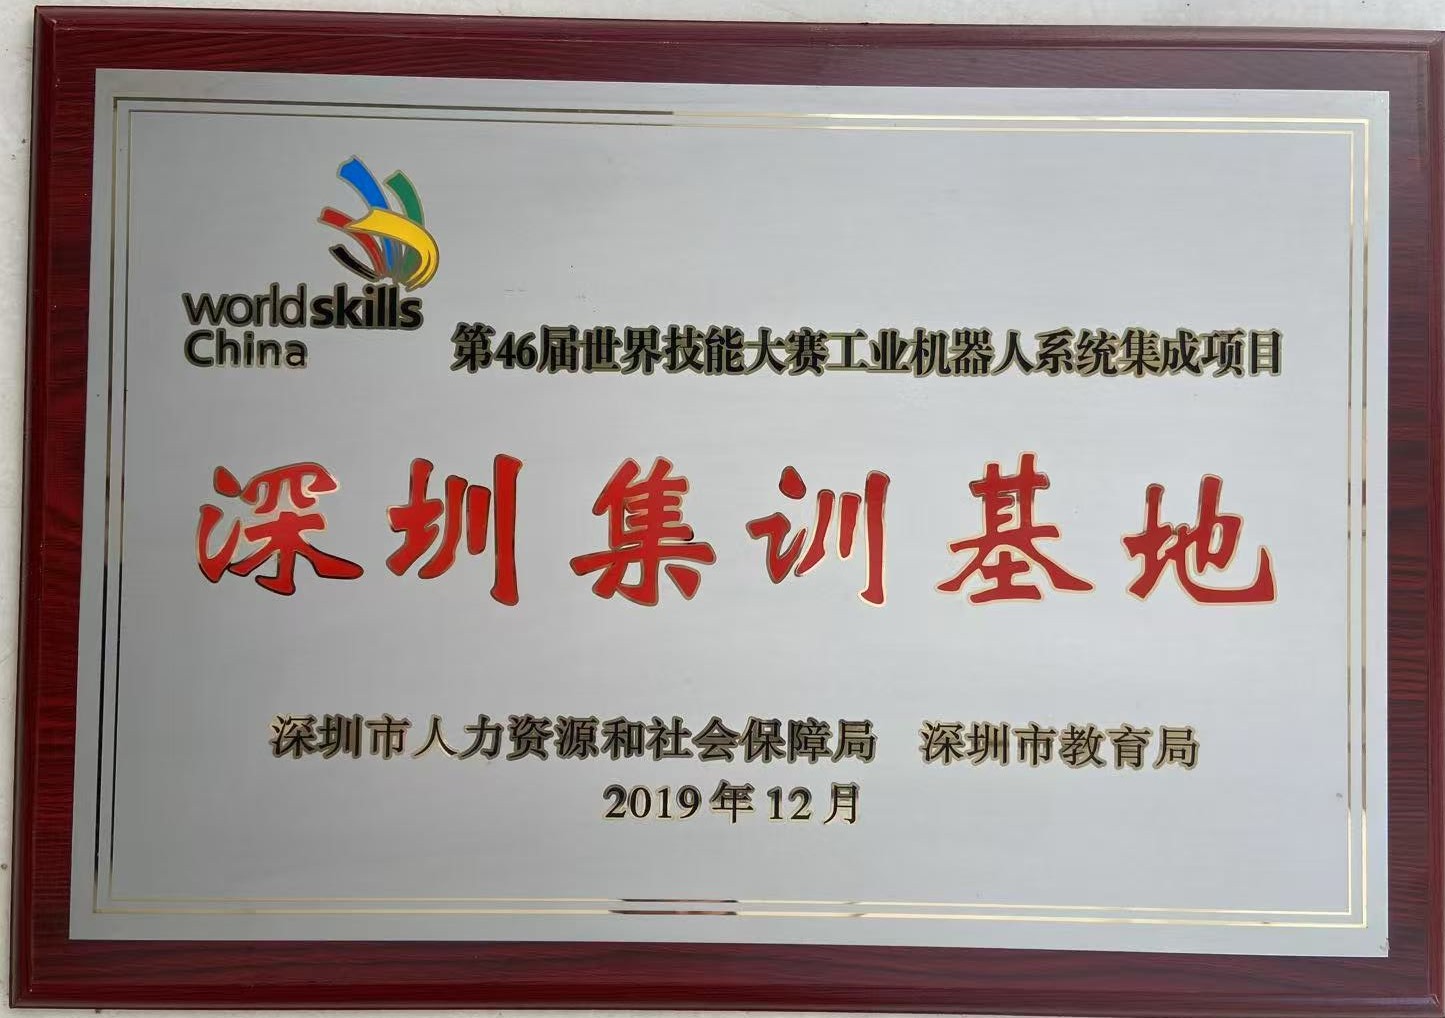 worldskills
China
第46届世界技能大赛工业机器人系统集成项目
深圳集训基地
深圳市人力资源和社会保障局 深圳市教育局
2019年12月